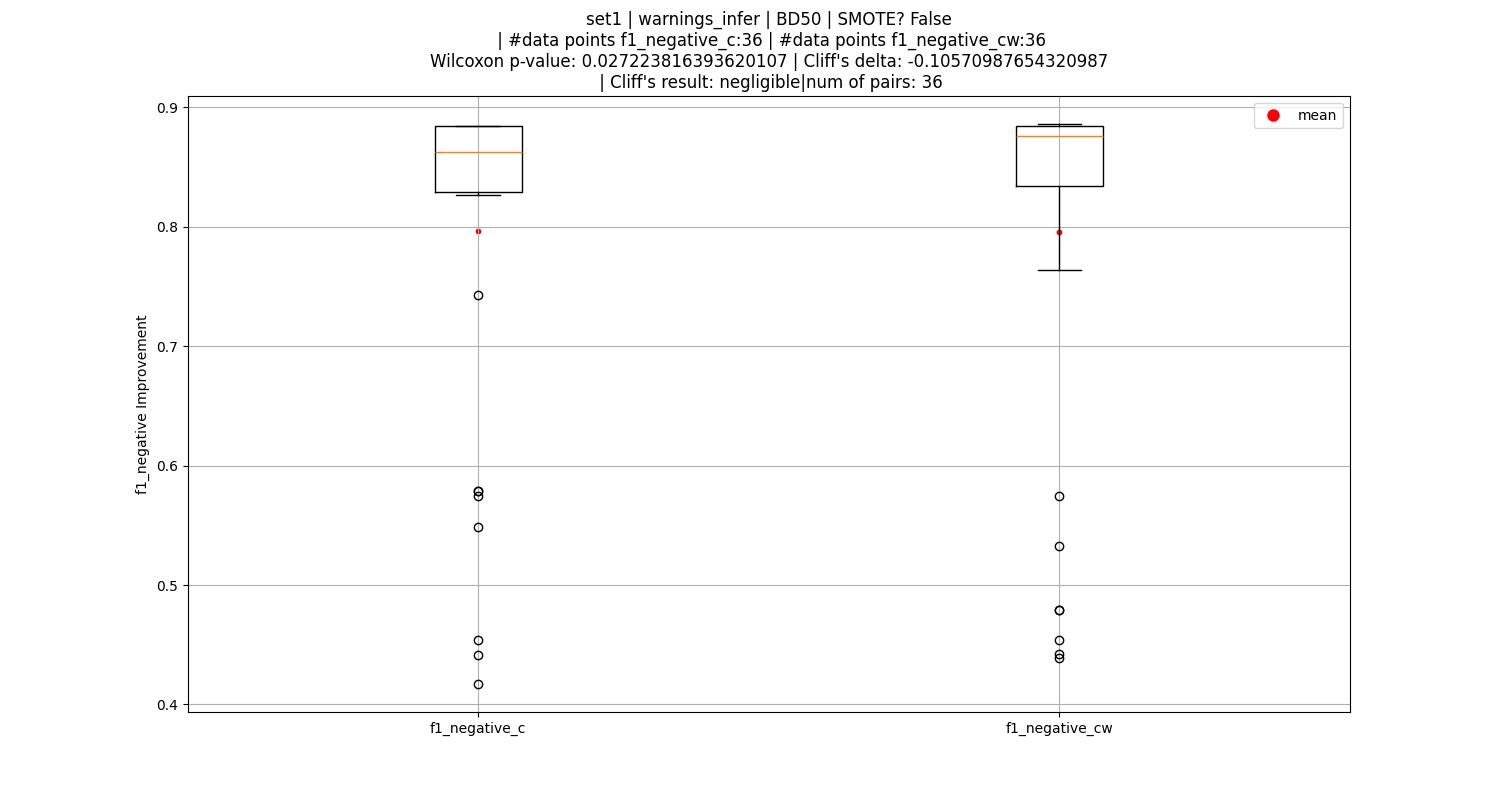 set1 | warnings_infer | BD50 | SMOTE? False
| #data points f1_negative_c:36 | #data points f1_negative_cw:36
Wilcoxon p-value: 0.027223816393620107 | Cliff's delta: -0.10570987654320987
| Cliff's result: negligible|num of pairs: 36
mean
0.9
0.8
0.7
0.6
0.5
0.4
f1_negative Improvement
f1_negative_c
f1_negative_cw